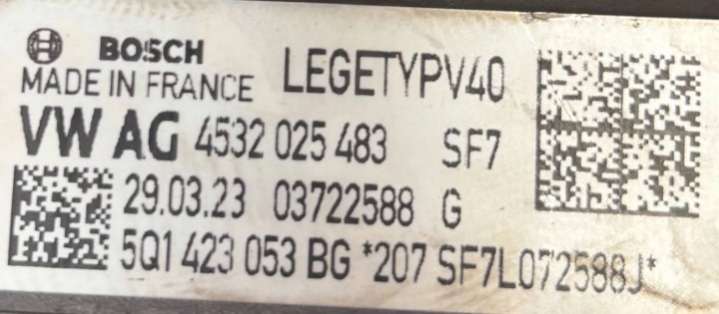 BOSCH LEGETYPV40
MADE IN FRANCE
VW AG 4532 025 483 SF7
29.03.23 03722588 G
5Q1 423 053 BG *207 SF7L072588J*